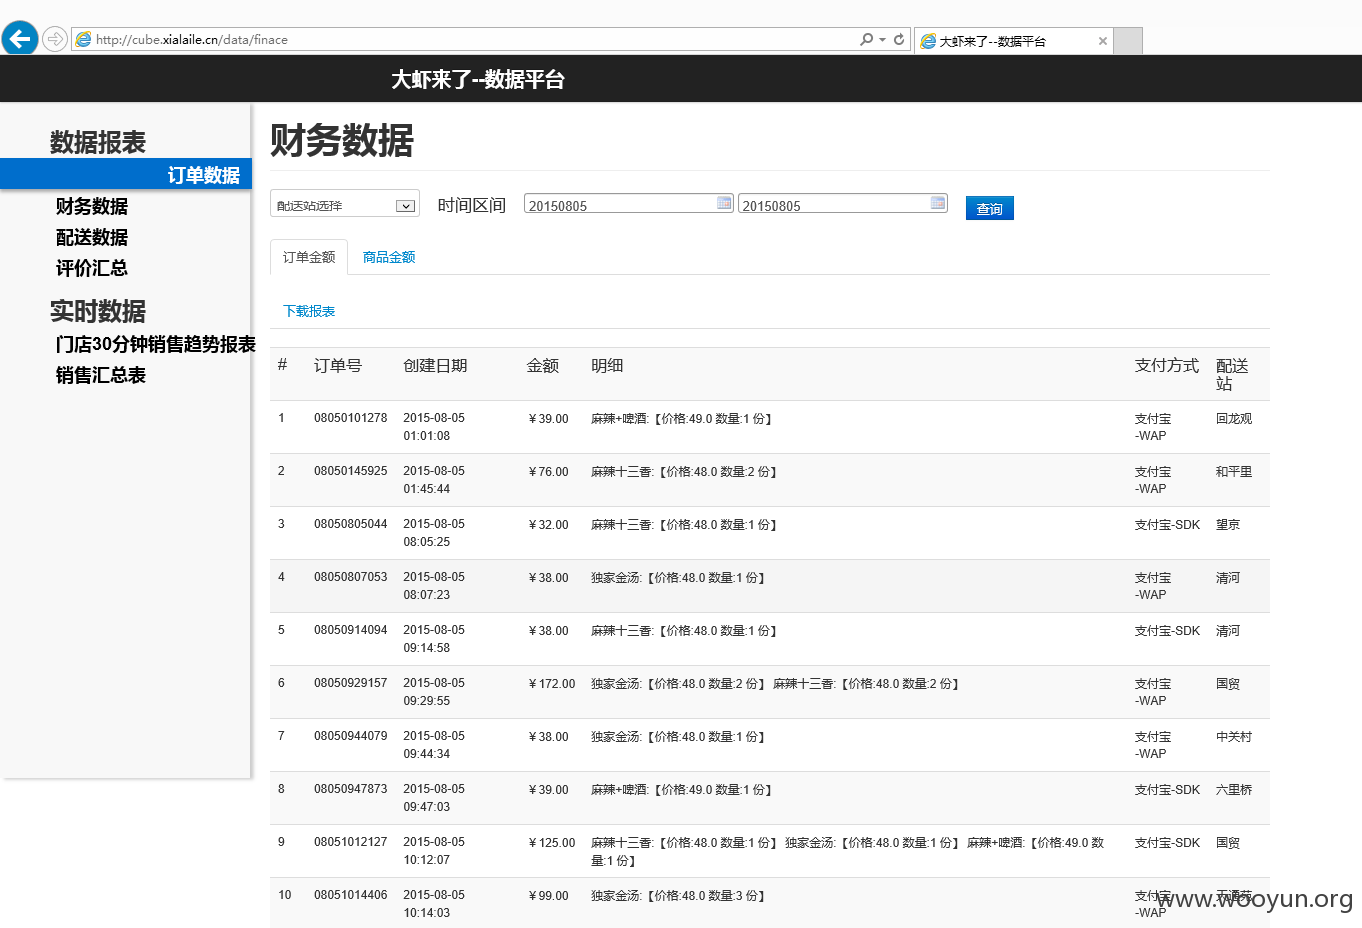 http://cube.xialaile.cn/data/finace
大虾来了--数据平台
大虾来了--数据平台
数据报表
订单数据
财务数据
配送数据
评价汇总
实时数据
门店30分钟销售趋势报表
销售汇总表
财务数据
配送站选择 时间区间 20150805 20150805 查询
订单金额 商品金额
下载报表
# 订单号 创建日期 金额 明细 支付方式 配送站
1 08050101278 2015-08-05 01:01:08 ¥39.00 麻辣+啤酒:【价格:49.0 数量:1 份】 支付宝-WAP 回龙观
2 08050145925 2015-08-05 01:45:44 ¥76.00 麻辣十三香:【价格:48.0 数量:2 份】 支付宝-WAP 和平里
3 08050805044 2015-08-05 08:05:25 ¥32.00 麻辣十三香:【价格:48.0 数量:1 份】 支付宝-SDK 望京
4 08050807053 2015-08-05 08:07:23 ¥38.00 独家金汤:【价格:48.0 数量:1 份】 支付宝-WAP 清河
5 08050914094 2015-08-05 09:14:58 ¥38.00 麻辣十三香:【价格:48.0 数量:1 份】 支付宝-SDK 清河
6 08050929157 2015-08-05 09:29:55 ¥172.00 独家金汤:【价格:48.0 数量:2 份】 麻辣十三香:【价格:48.0 数量:2 份】 支付宝-WAP 国贸
7 08050944079 2015-08-05 09:44:34 ¥38.00 独家金汤:【价格:48.0 数量:1 份】 支付宝-WAP 中关村
8 08050947873 2015-08-05 09:47:03 ¥39.00 麻辣+啤酒:【价格:49.0 数量:1 份】 支付宝-SDK 六里桥
9 08051012127 2015-08-05 10:12:07 ¥125.00 麻辣十三香:【价格:48.0 数量:1 份】 独家金汤:【价格:48.0 数量:1 份】 麻辣+啤酒:【价格:49.0 数量:1 份】 支付宝-SDK 国贸
10 08051014406 2015-08-05 10:14:03 ¥99.00 独家金汤:【价格:48.0 数量:3 份】 支付宝-WAP 天通苑
www.wooyun.org